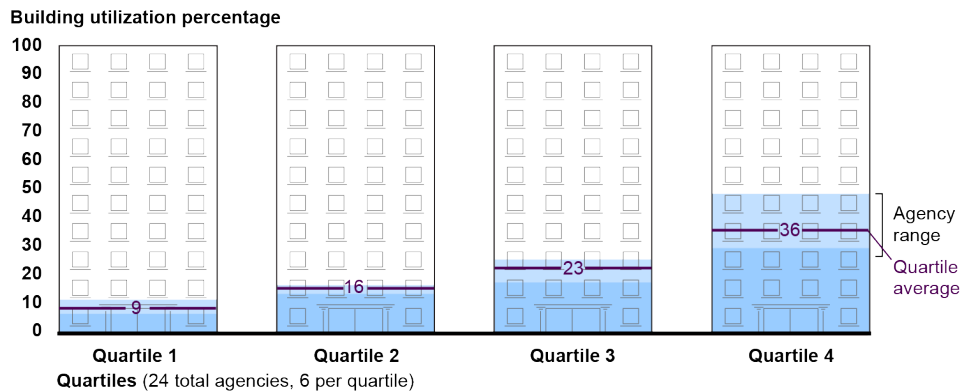 Building utilization percentage
100
90
80
70
60
50
40
30
20
10
0
9
16
23
36
Agency
range
Quartile
average
Quartile 1
Quartile 2
Quartile 3
Quartile 4
Quartiles (24 total agencies, 6 per quartile)